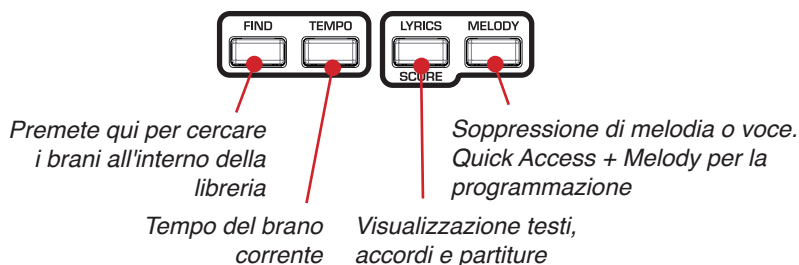 FIND TEMPO LYRICS MELODY
SCORE
Premete qui per cercare
i brani all'interno della
libreria
Soppressione di melodia o voce.
Quick Access + Melody per la
programmazione
Tempo del brano
corrente
Visualizzazione testi,
accordi e partiture